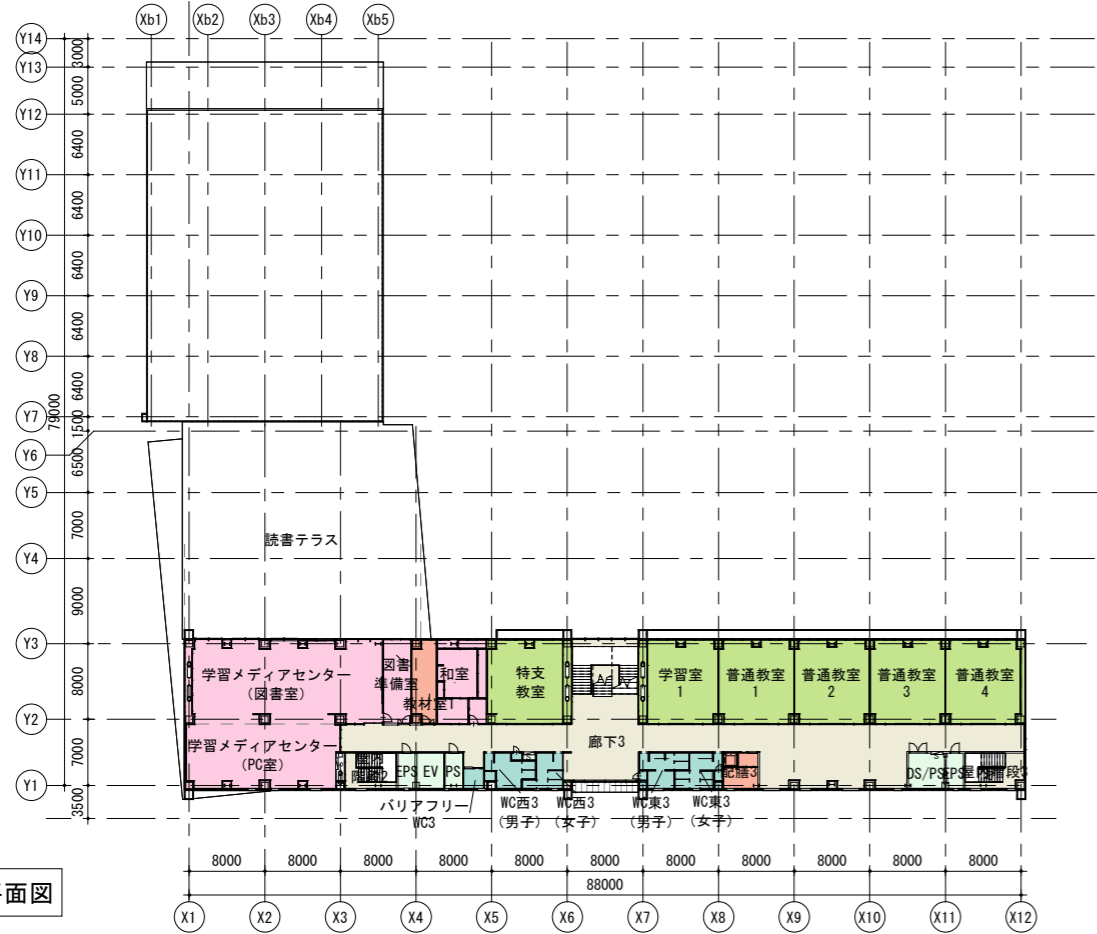 Xb1 Xb2 Xb3 Xb4 Xb5
Y14
3000
Y13
5000
Y12
6400
Y11
6400
Y10
6400
Y9
6400
Y8
6400
Y7
79000
1500
Y6
6500
Y5
7000
読書テラス
Y4
9000
Y3
8000
学習メディアセンター
(図書室)
図書
準備室
教材室1
和室
特支
教室
学習室
1
普通教室
1
普通教室
2
普通教室
3
普通教室
4
Y2
7000
学習メディアセンター
(PC室)
廊下3
EPS EV PS
配膳3
DS/PS
EPS
Y1
3500
バリアフリー
WC3
WC西3
(男子)
WC西3
(女子)
WC東3
(男子)
WC東3
(女子)
8000 8000 8000 8000 8000 8000 8000 8000 8000 8000 8000
88000
面図
X1 X2 X3 X4 X5 X6 X7 X8 X9 X10 X11 X12